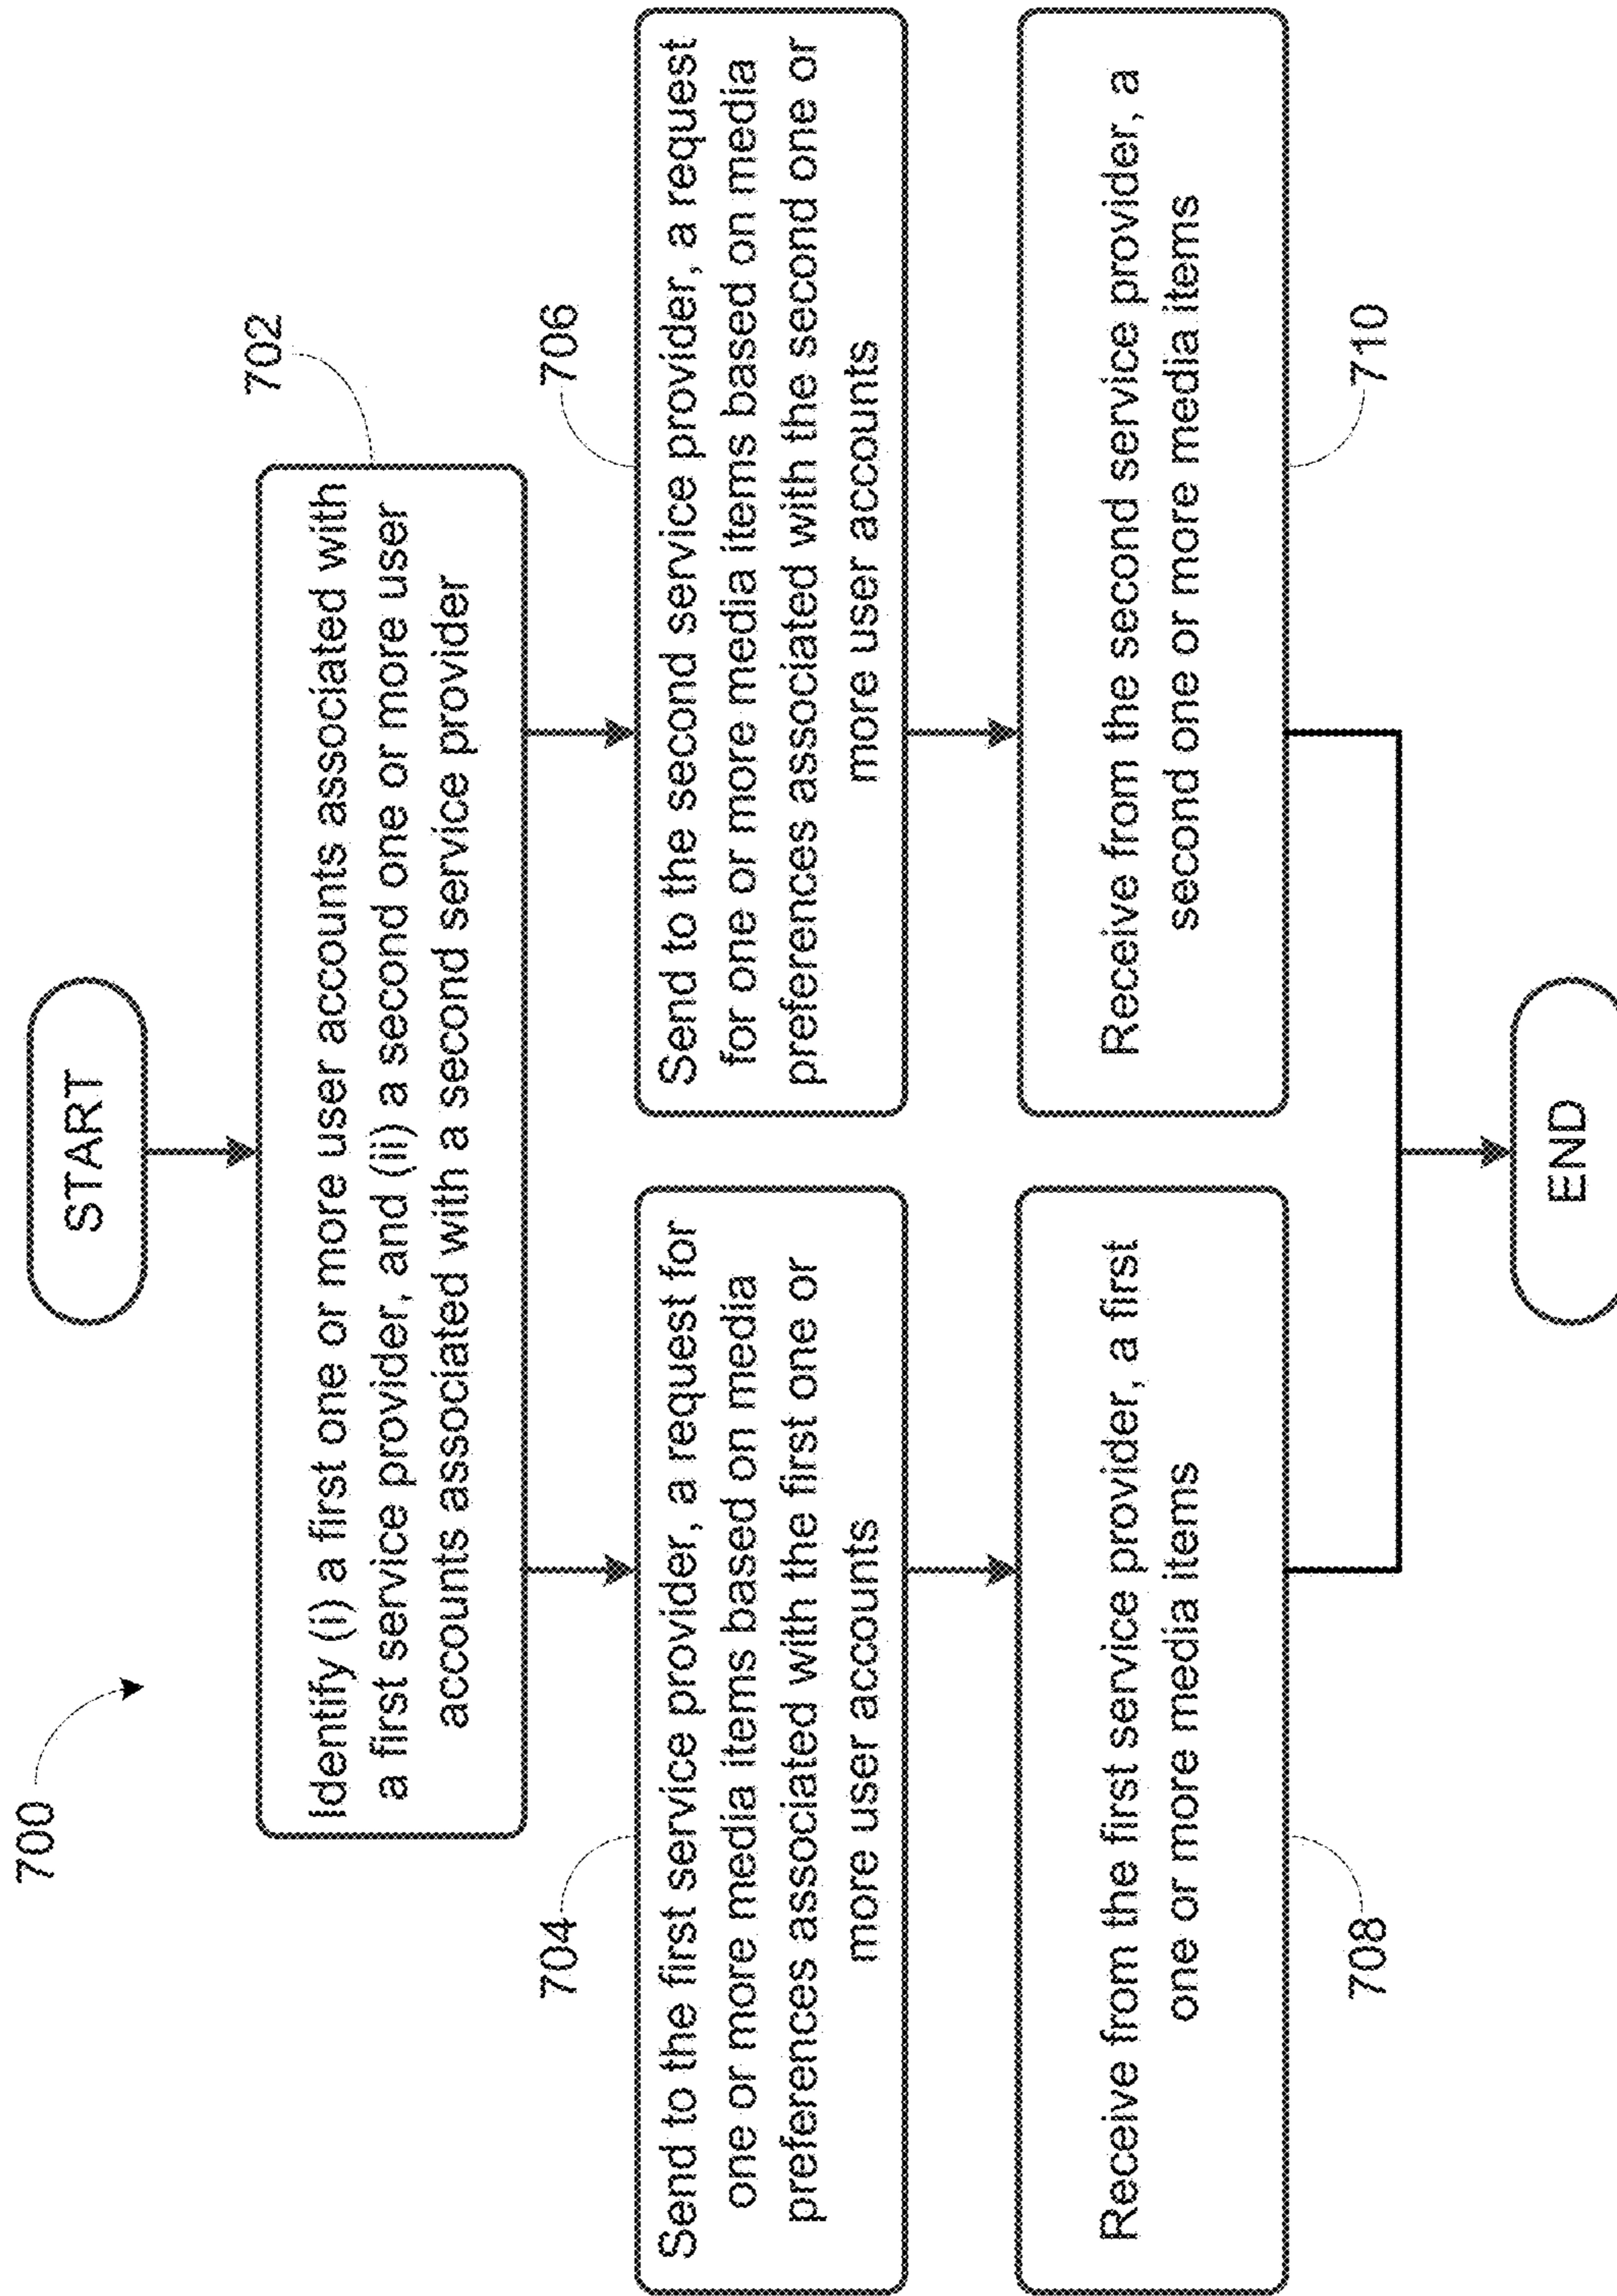 700
START
702
Identify (i) a first one or more user accounts associated with
a first service provider, and (ii) a second one or more user
accounts associated with a second service provider
704
Send to the first service provider, a request for
one or more media items based on media
preferences associated with the first one or
more user accounts
706
Send to the second service provider, a request
for one or more media items based on media
preferences associated with the second one or
more user accounts
Receive from the first service provider, a first
one or more media items
708
Receive from the second service provider, a
second one or more media items
710
END